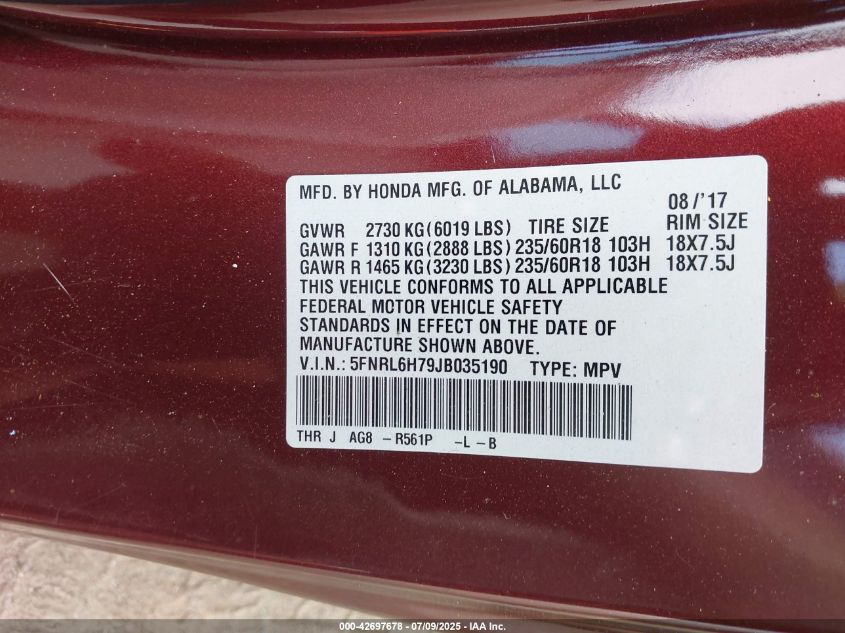 MFD. BY HONDA MFG. OF ALABAMA, LLC
08/'17
GVWR 2730 KG(6019 LBS) TIRE SIZE RIM SIZE
GAWR F 1310 KG(2888 LBS) 235/60R18 103H 18X7.5J
GAWR R 1465 KG(3230 LBS) 235/60R18 103H 18X7.5J
THIS VEHICLE CONFORMS TO ALL APPLICABLE
FEDERAL MOTOR VEHICLE SAFETY
STANDARDS IN EFFECT ON THE DATE OF
MANUFACTURE SHOWN ABOVE.
V.I.N.: 5FNRL6H79JB035190 TYPE: MPV
THR J AG8 - R561P -L-B
000-42697678 | 07/09/2025 - IAA Inc.